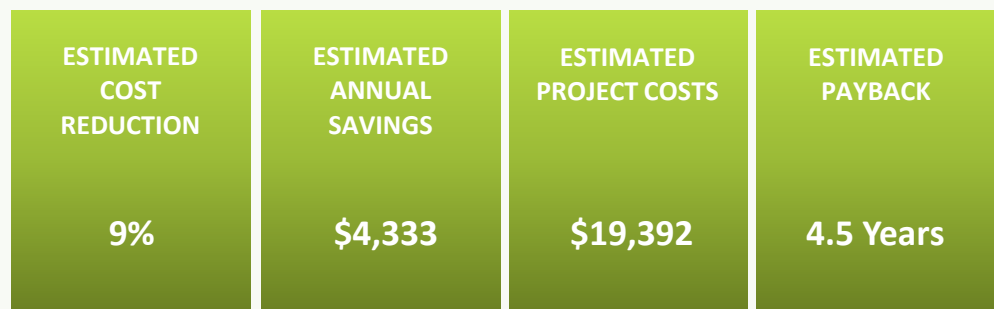 ESTIMATED
COST
REDUCTION
9%
ESTIMATED
ANNUAL
SAVINGS
$4,333
ESTIMATED
PROJECT COSTS
$19,392
ESTIMATED
PAYBACK
4.5 Years